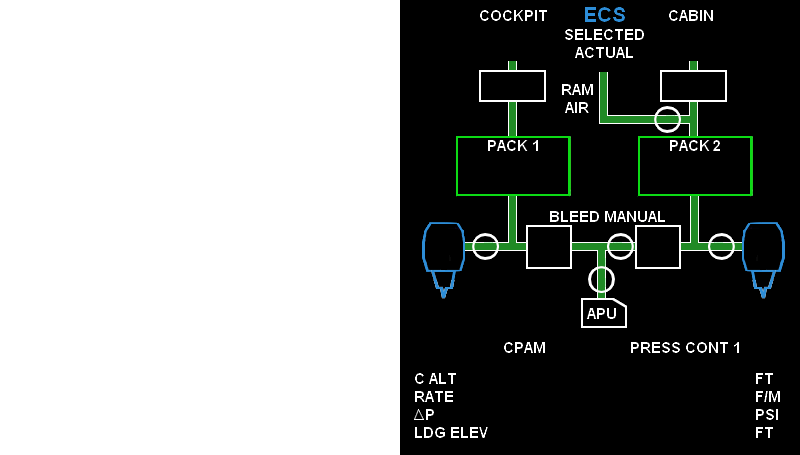 COCKPIT ECS CABIN
SELECTED
ACTUAL
RAM
AIR
PACK 1 PACK 2
BLEED MANUAL
APU
CPAM PRESS CONT 1
C ALT FT
RATE F/M
△P PSI
LDG ELEV FT